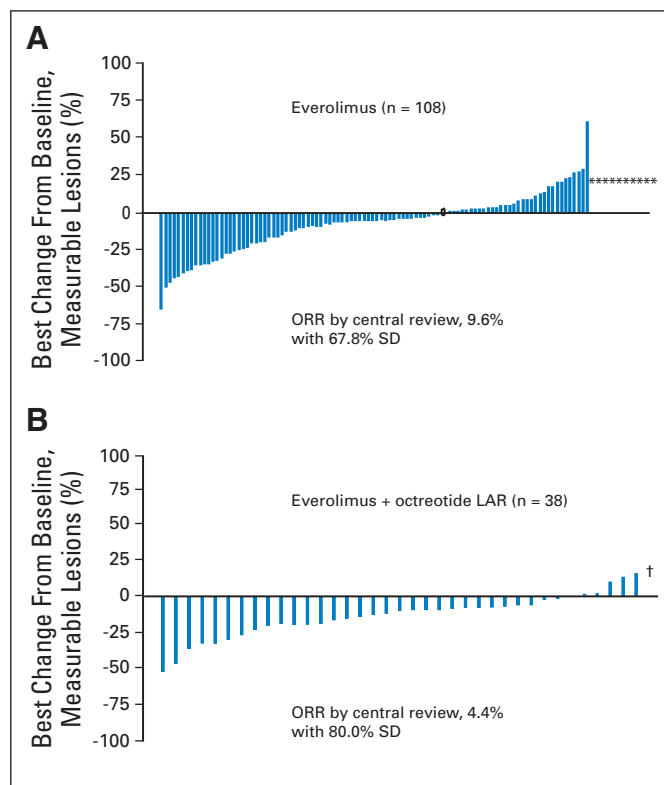 A
Best Change From Baseline,
Measurable Lesions (%)
100
75
50
25
0
-25
-50
-75
-100
Everolimus (n = 108)
**********
ORR by central review, 9.6%
with 67.8% SD
B
Best Change From Baseline,
Measurable Lesions (%)
100
75
50
25
0
-25
-50
-75
-100
Everolimus + octreotide LAR (n = 38)
†
ORR by central review, 4.4%
with 80.0% SD